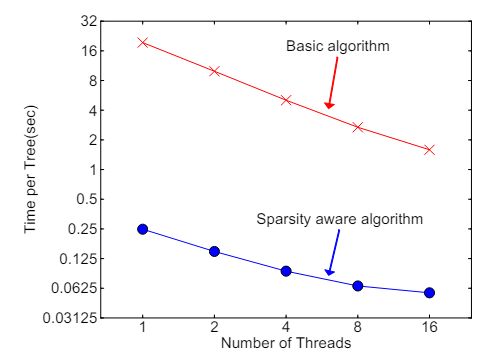 32
16
Basic algorithm
8
4
2
1
0.5
Sparsity aware algorithm
0.25
0.125
0.0625
0.03125
Time per Tree(sec)
1 2 4 8 16
Number of Threads